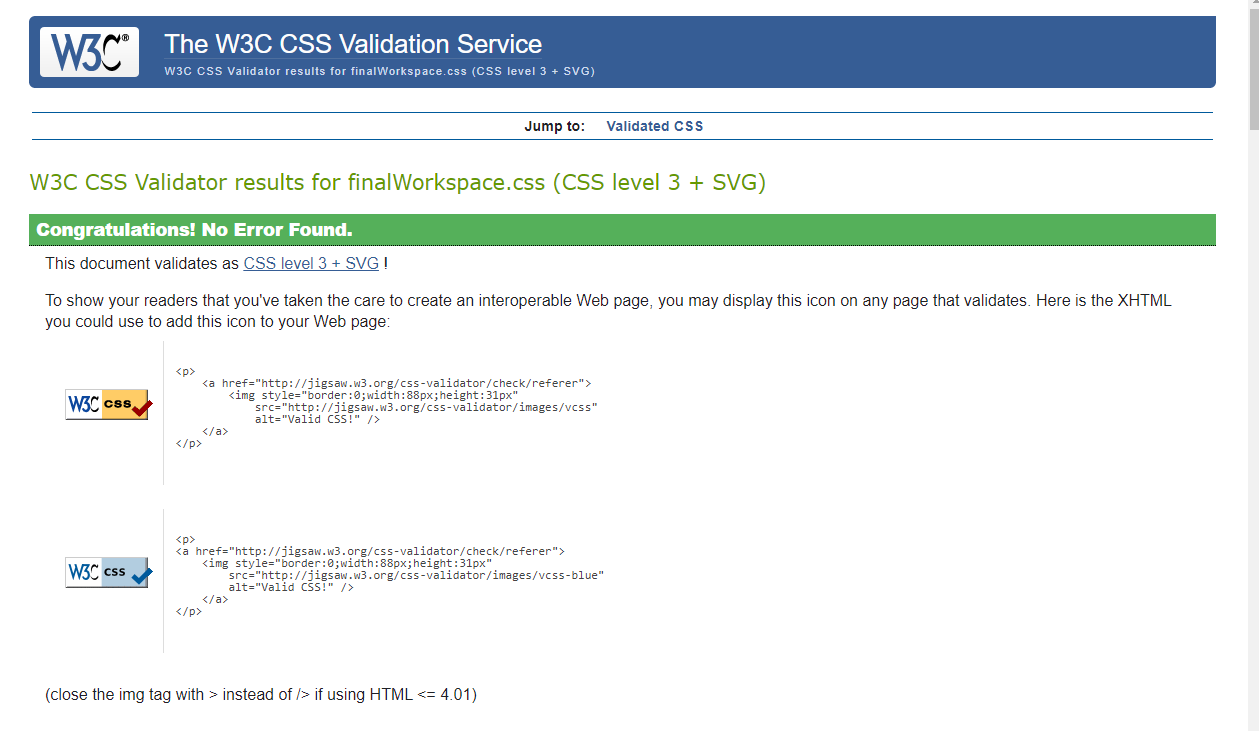 W3C®
The W3C CSS Validation Service
W3C CSS Validator results for finalWorkspace.css (CSS level 3 + SVG)
Jump to: Validated CSS
W3C CSS Validator results for finalWorkspace.css (CSS level 3 + SVG)
Congratulations! No Error Found.
This document validates as CSS level 3 + SVG !
To show your readers that you've taken the care to create an interoperable Web page, you may display this icon on any page that validates. Here is the XHTML
you could use to add this icon to your Web page:
W3C css
<p>
    <a href="http://jigsaw.w3.org/css-validator/check/referer">
        <img style="border:0;width:88px;height:31px"
            src="http://jigsaw.w3.org/css-validator/images/vcss"
            alt="Valid CSS!" />
    </a>
</p>
W3C css
<p>
<a href="http://jigsaw.w3.org/css-validator/check/referer">
    <img style="border:0;width:88px;height:31px"
        src="http://jigsaw.w3.org/css-validator/images/vcss-blue"
        alt="Valid CSS!" />
    </a>
</p>
(close the img tag with > instead of /> if using HTML <= 4.01)